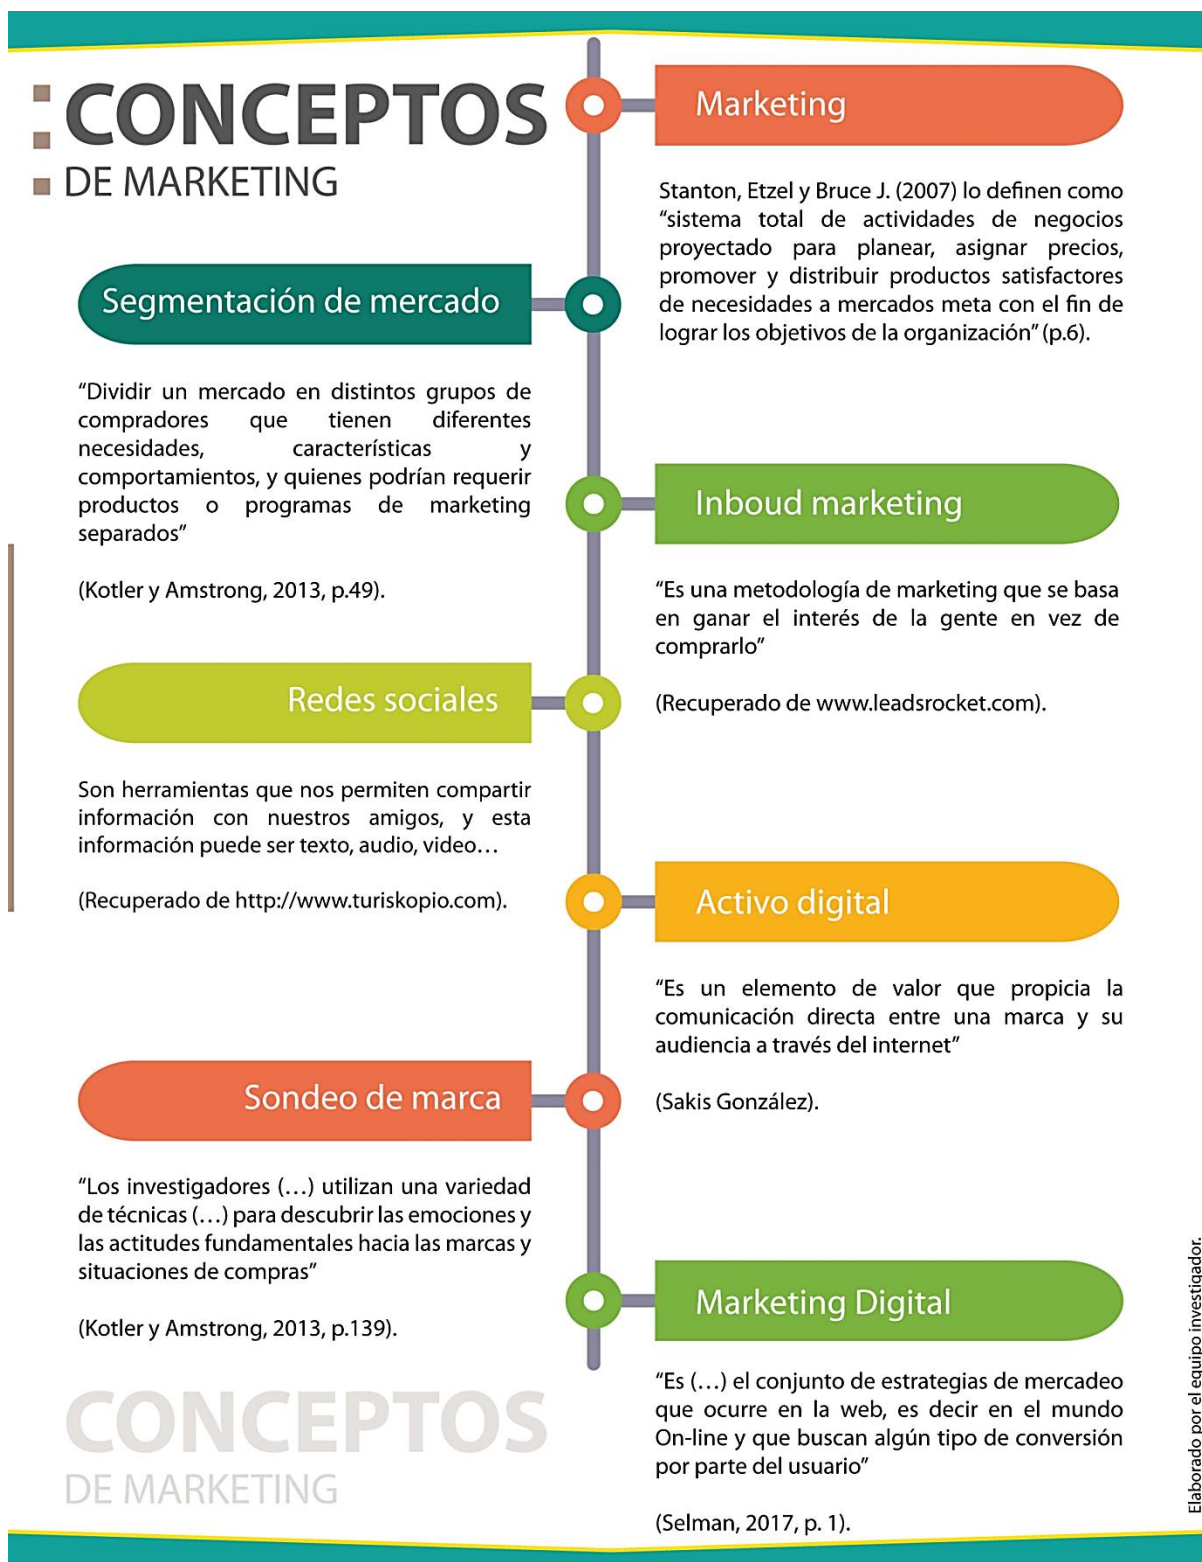 CONCEPTOS
DE MARKETING
Marketing
Stanton, Etzel y Bruce J. (2007) lo definen como
“sistema total de actividades de negocios
proyectado para planear, asignar precios,
promover y distribuir productos satisfactores
de necesidades a mercados meta con el fin de
lograr los objetivos de la organización” (p.6).
Segmentación de mercado
“Dividir un mercado en distintos grupos de
compradores que tienen diferentes
necesidades, características y
comportamientos, y quienes podrían requerir
productos o programas de marketing
separados”
(Kotler y Amstrong, 2013, p.49).
Inboud marketing
“Es una metodología de marketing que se basa
en ganar el interés de la gente en vez de
comprarlo”
(Recuperado de www.leadsrocket.com).
Redes sociales
Son herramientas que nos permiten compartir
información con nuestros amigos, y esta
información puede ser texto, audio, video…
(Recuperado de http://www.turiskopio.com).
Activo digital
“Es un elemento de valor que propicia la
comunicación directa entre una marca y su
audiencia a través del internet”
(Sakis González).
Sondeo de marca
“Los investigadores (…) utilizan una variedad
de técnicas (…) para descubrir las emociones y
las actitudes fundamentales hacia las marcas y
situaciones de compras”
(Kotler y Amstrong, 2013, p.139).
Marketing Digital
“Es (…) el conjunto de estrategias de mercadeo
que ocurre en la web, es decir en el mundo
On-line y que buscan algún tipo de conversión
por parte del usuario”
(Selman, 2017, p. 1).
CONCEPTOS
DE MARKETING
Elaborado por el equipo investigador.